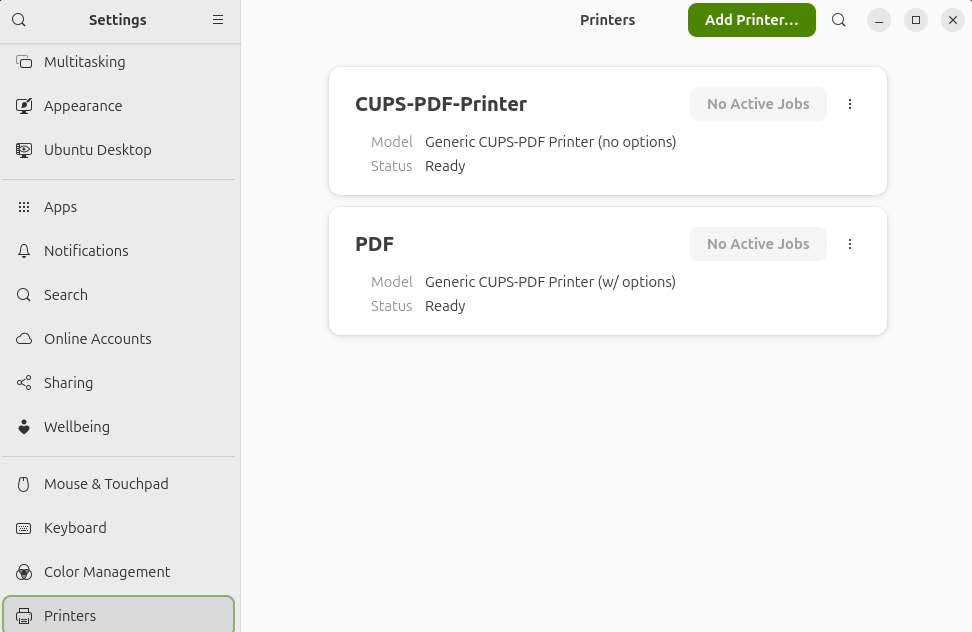 Settings
Multitasking
Appearance
Ubuntu Desktop
Apps
Notifications
Search
Online Accounts
Sharing
Wellbeing
Mouse & Touchpad
Keyboard
Color Management
Printers
Printers
Add Printer...
CUPS-PDF-Printer
No Active Jobs
Model Generic CUPS-PDF Printer (no options)
Status Ready
PDF
No Active Jobs
Model Generic CUPS-PDF Printer (w/ options)
Status Ready